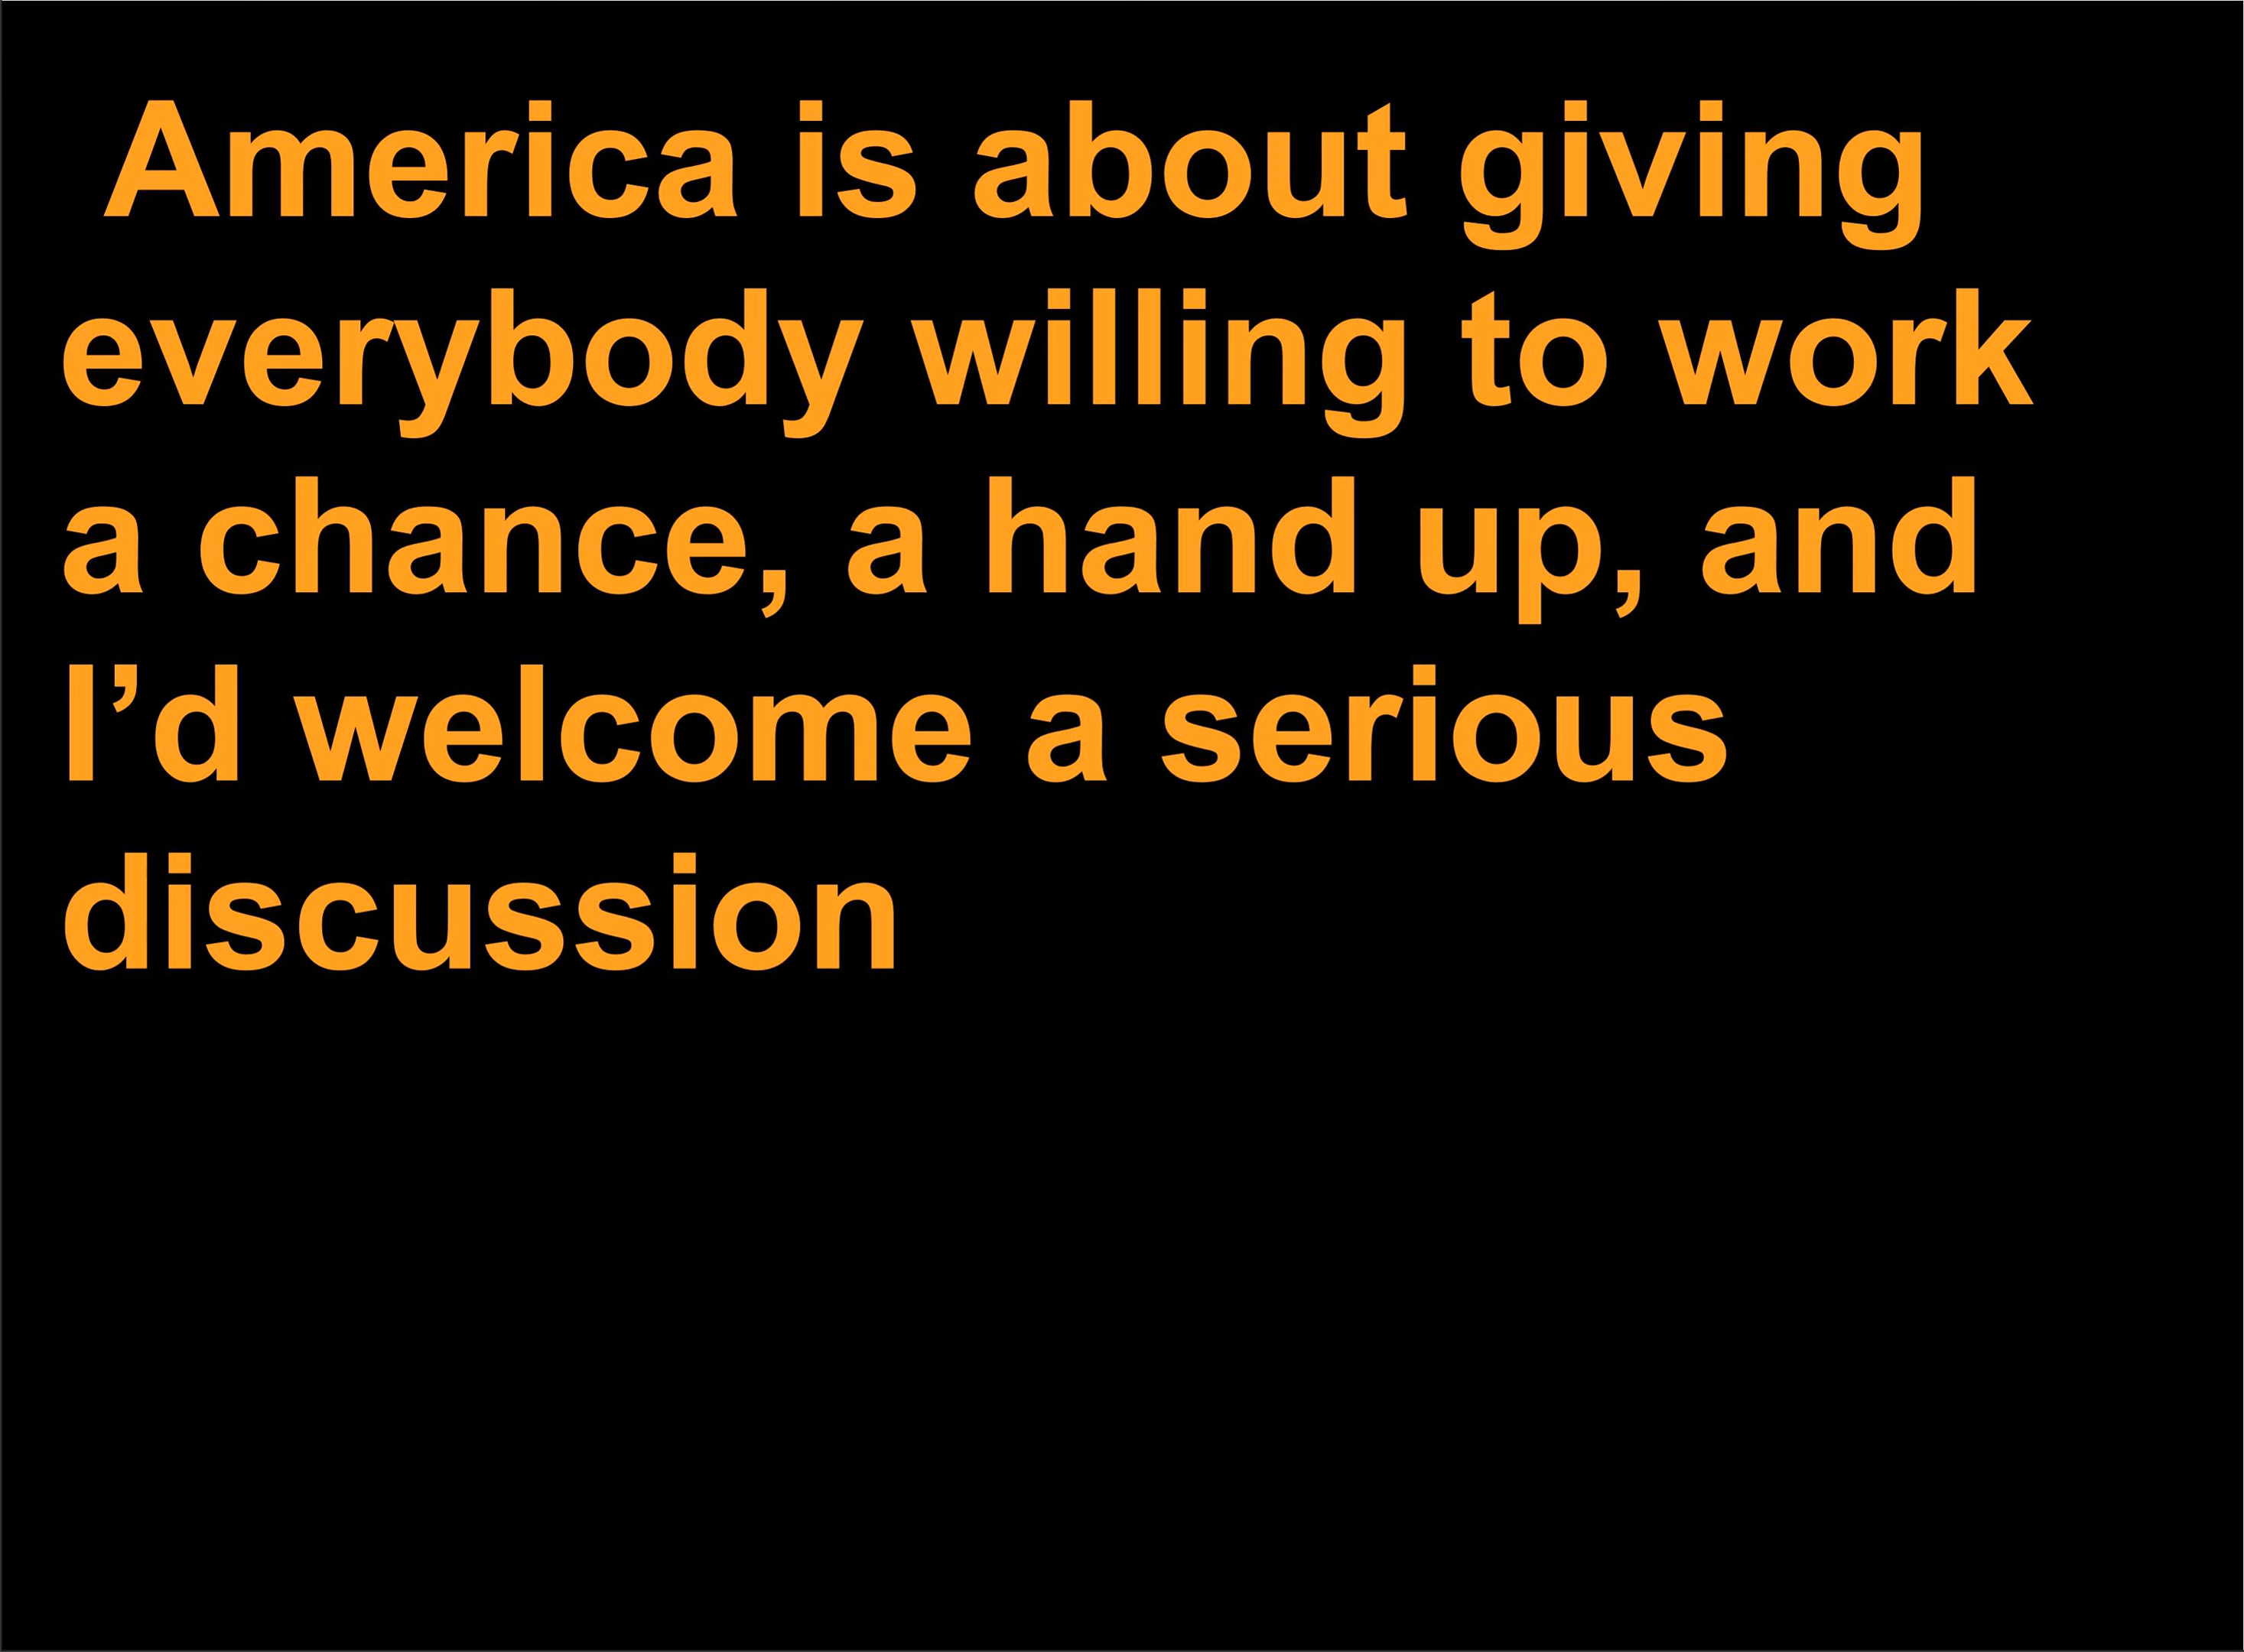 America is about giving
everybody willing to work
a chance, a hand up, and
I’d welcome a serious
discussion